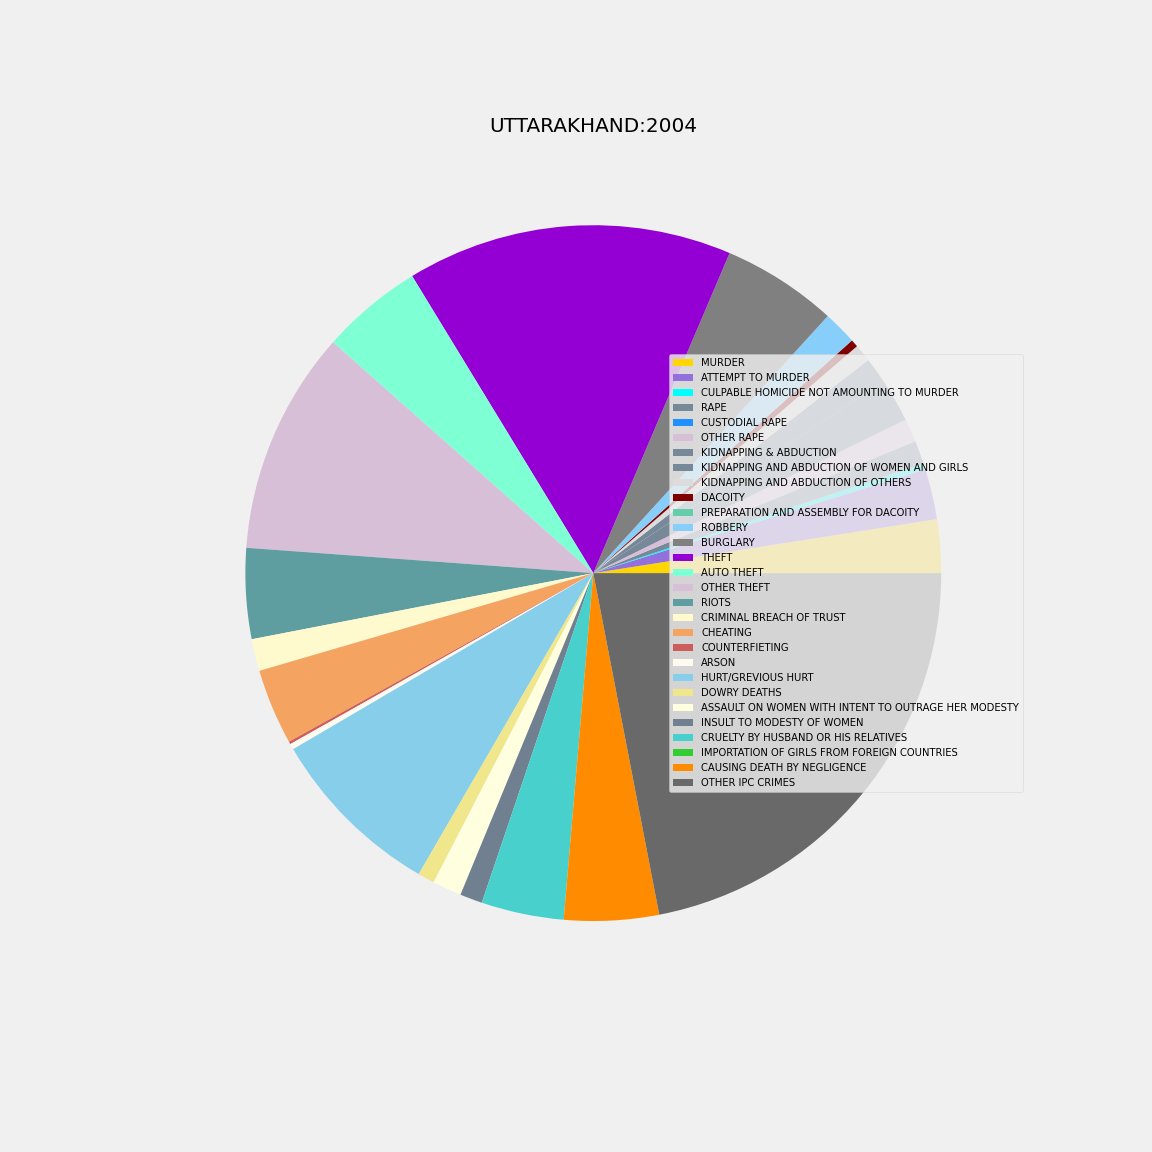 UTTARAKHAND:2004
MURDER
ATTEMPT TO MURDER
CULPABLE HOMICIDE NOT AMOUNTING TO MURDER
RAPE
CUSTODIAL RAPE
OTHER RAPE
KIDNAPPING & ABDUCTION
KIDNAPPING AND ABDUCTION OF WOMEN AND GIRLS
KIDNAPPING AND ABDUCTION OF OTHERS
DACOITY
PREPARATION AND ASSEMBLY FOR DACOITY
ROBBERY
BURGLARY
THEFT
AUTO THEFT
OTHER THEFT
RIOTS
CRIMINAL BREACH OF TRUST
CHEATING
COUNTERFIETING
ARSON
HURT/GREVIOUS HURT
DOWRY DEATHS
ASSAULT ON WOMEN WITH INTENT TO OUTRAGE HER MODESTY
INSULT TO MODESTY OF WOMEN
CRUELTY BY HUSBAND OR HIS RELATIVES
IMPORTATION OF GIRLS FROM FOREIGN COUNTRIES
CAUSING DEATH BY NEGLIGENCE
OTHER IPC CRIMES